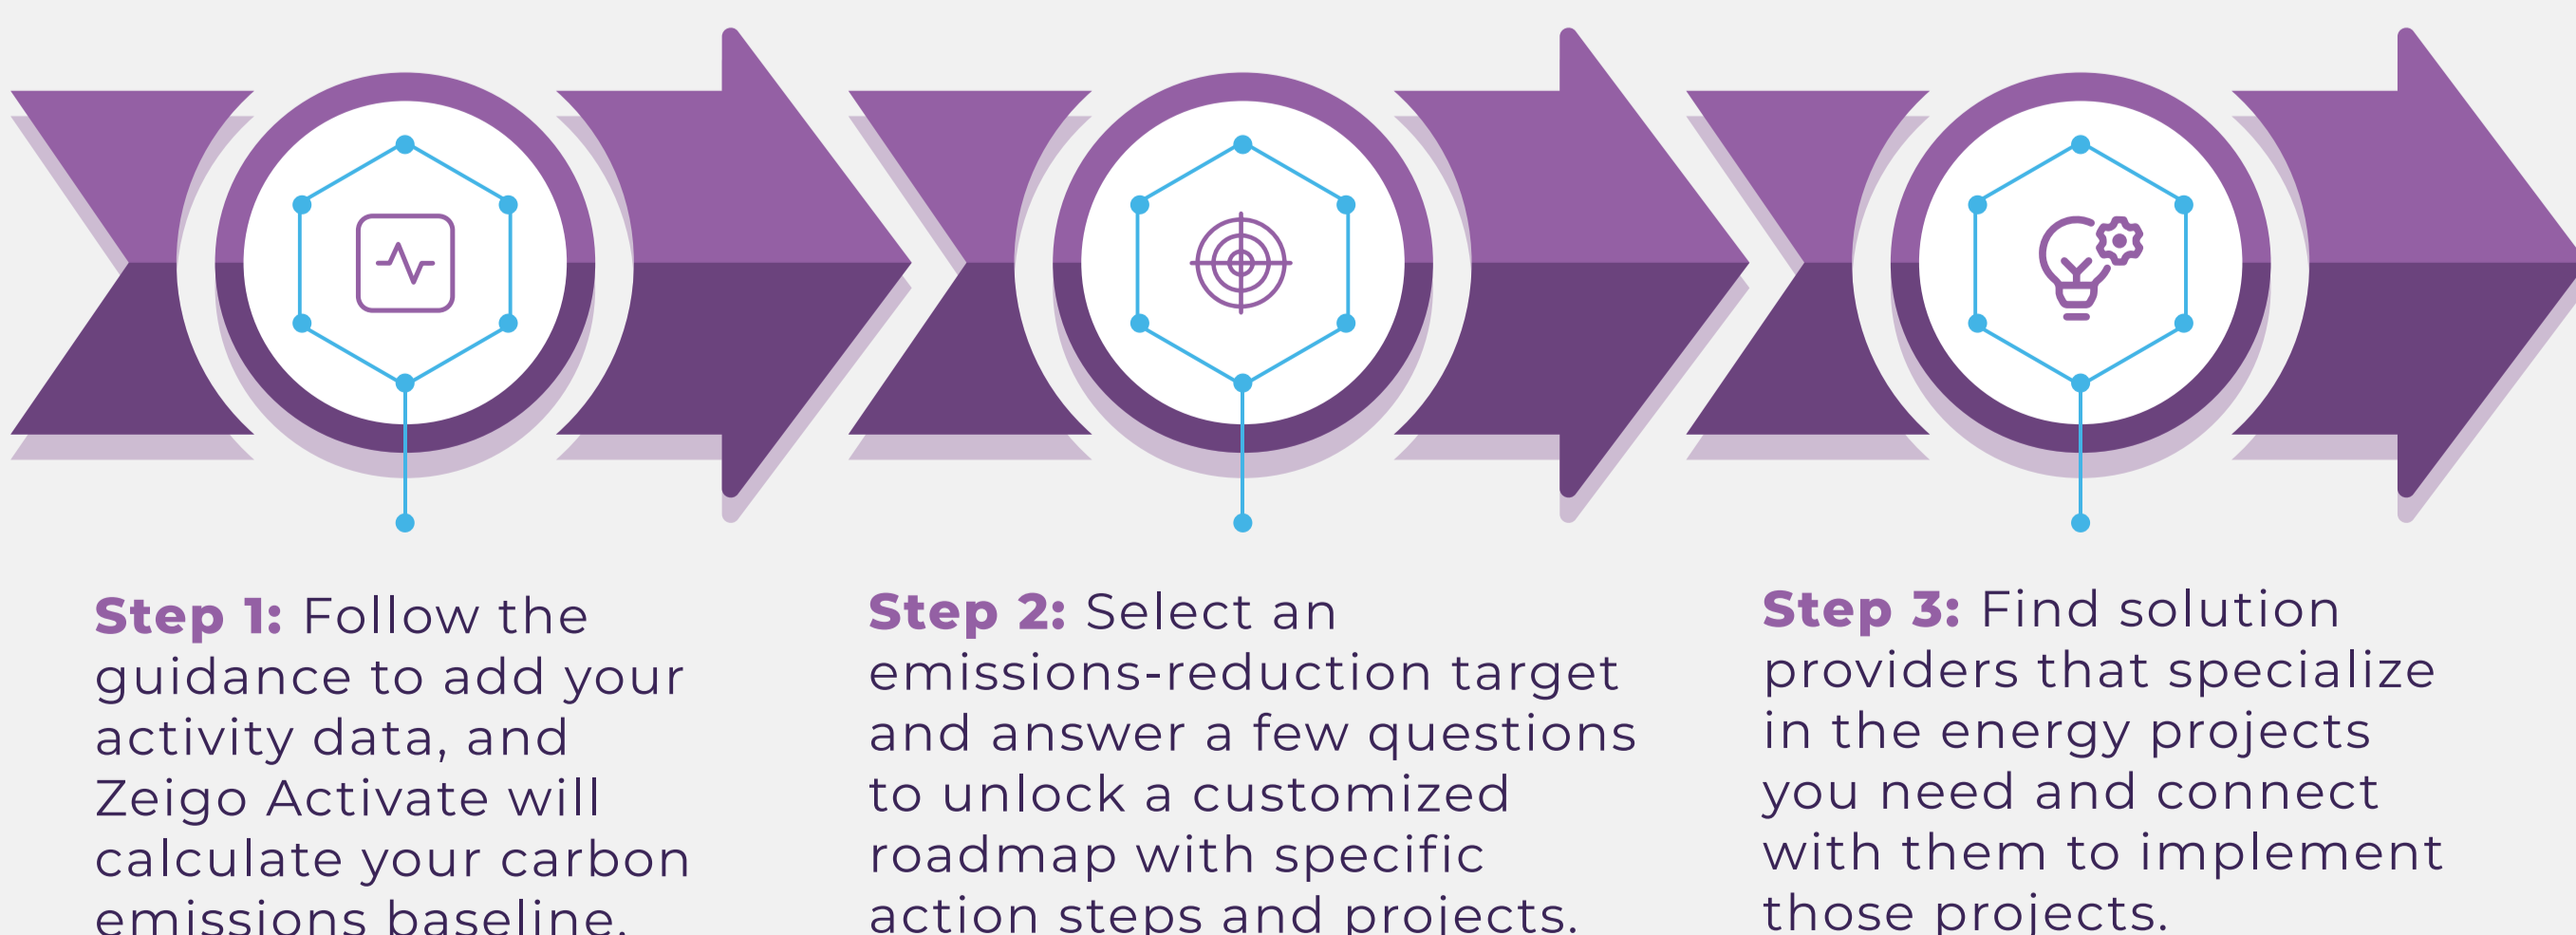 Step 1: Follow the
guidance to add your
activity data, and
Zeigo Activate will
calculate your carbon
emissions baseline.
Step 2: Select an
emissions-reduction target
and answer a few questions
to unlock a customized
roadmap with specific
action steps and projects.
Step 3: Find solution
providers that specialize
in the energy projects
you need and connect
with them to implement
those projects.